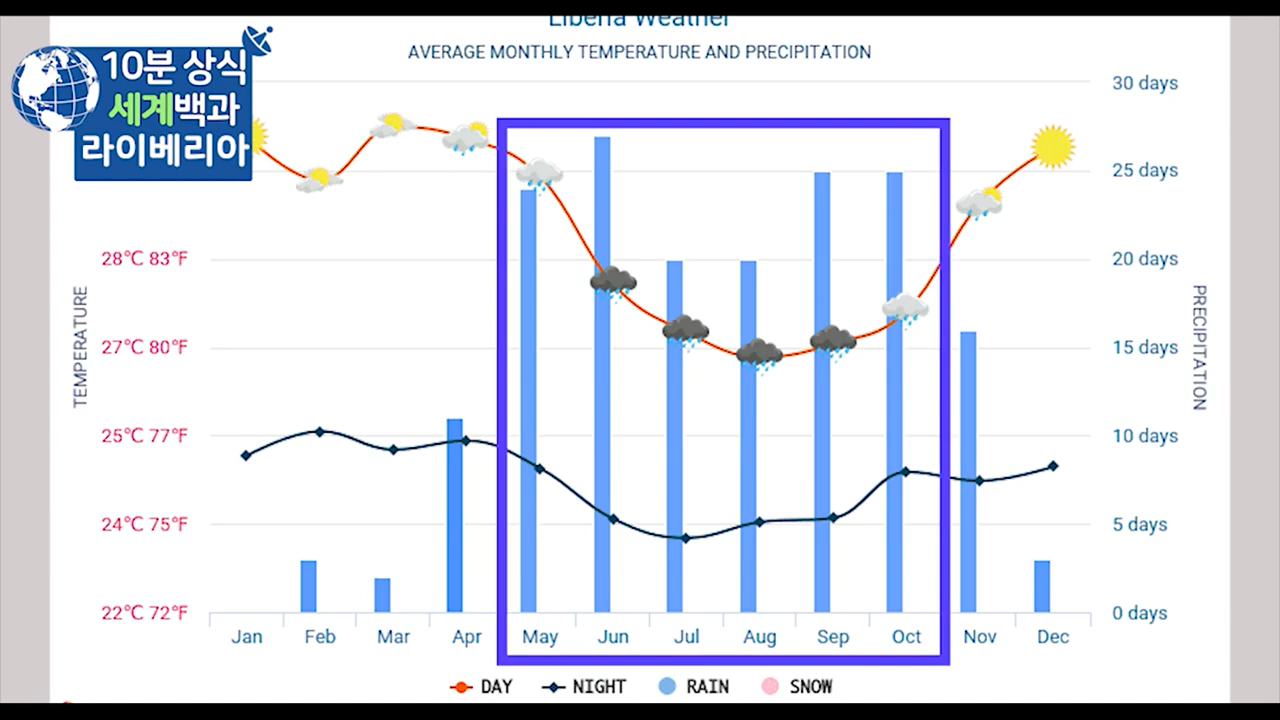 Liberia Weather
AVERAGE MONTHLY TEMPERATURE AND PRECIPITATION
10분 상식
세계백과
라이베리아
30 days
25 days
28°C 83°F
20 days
27°C 80°F
15 days
25°C 77°F
10 days
24°C 75°F
5 days
22°C 72°F
0 days
TEMPERATURE
PRECIPITATION
Jan Feb Mar Apr May Jun Jul Aug Sep Oct Nov Dec
DAY NIGHT RAIN SNOW